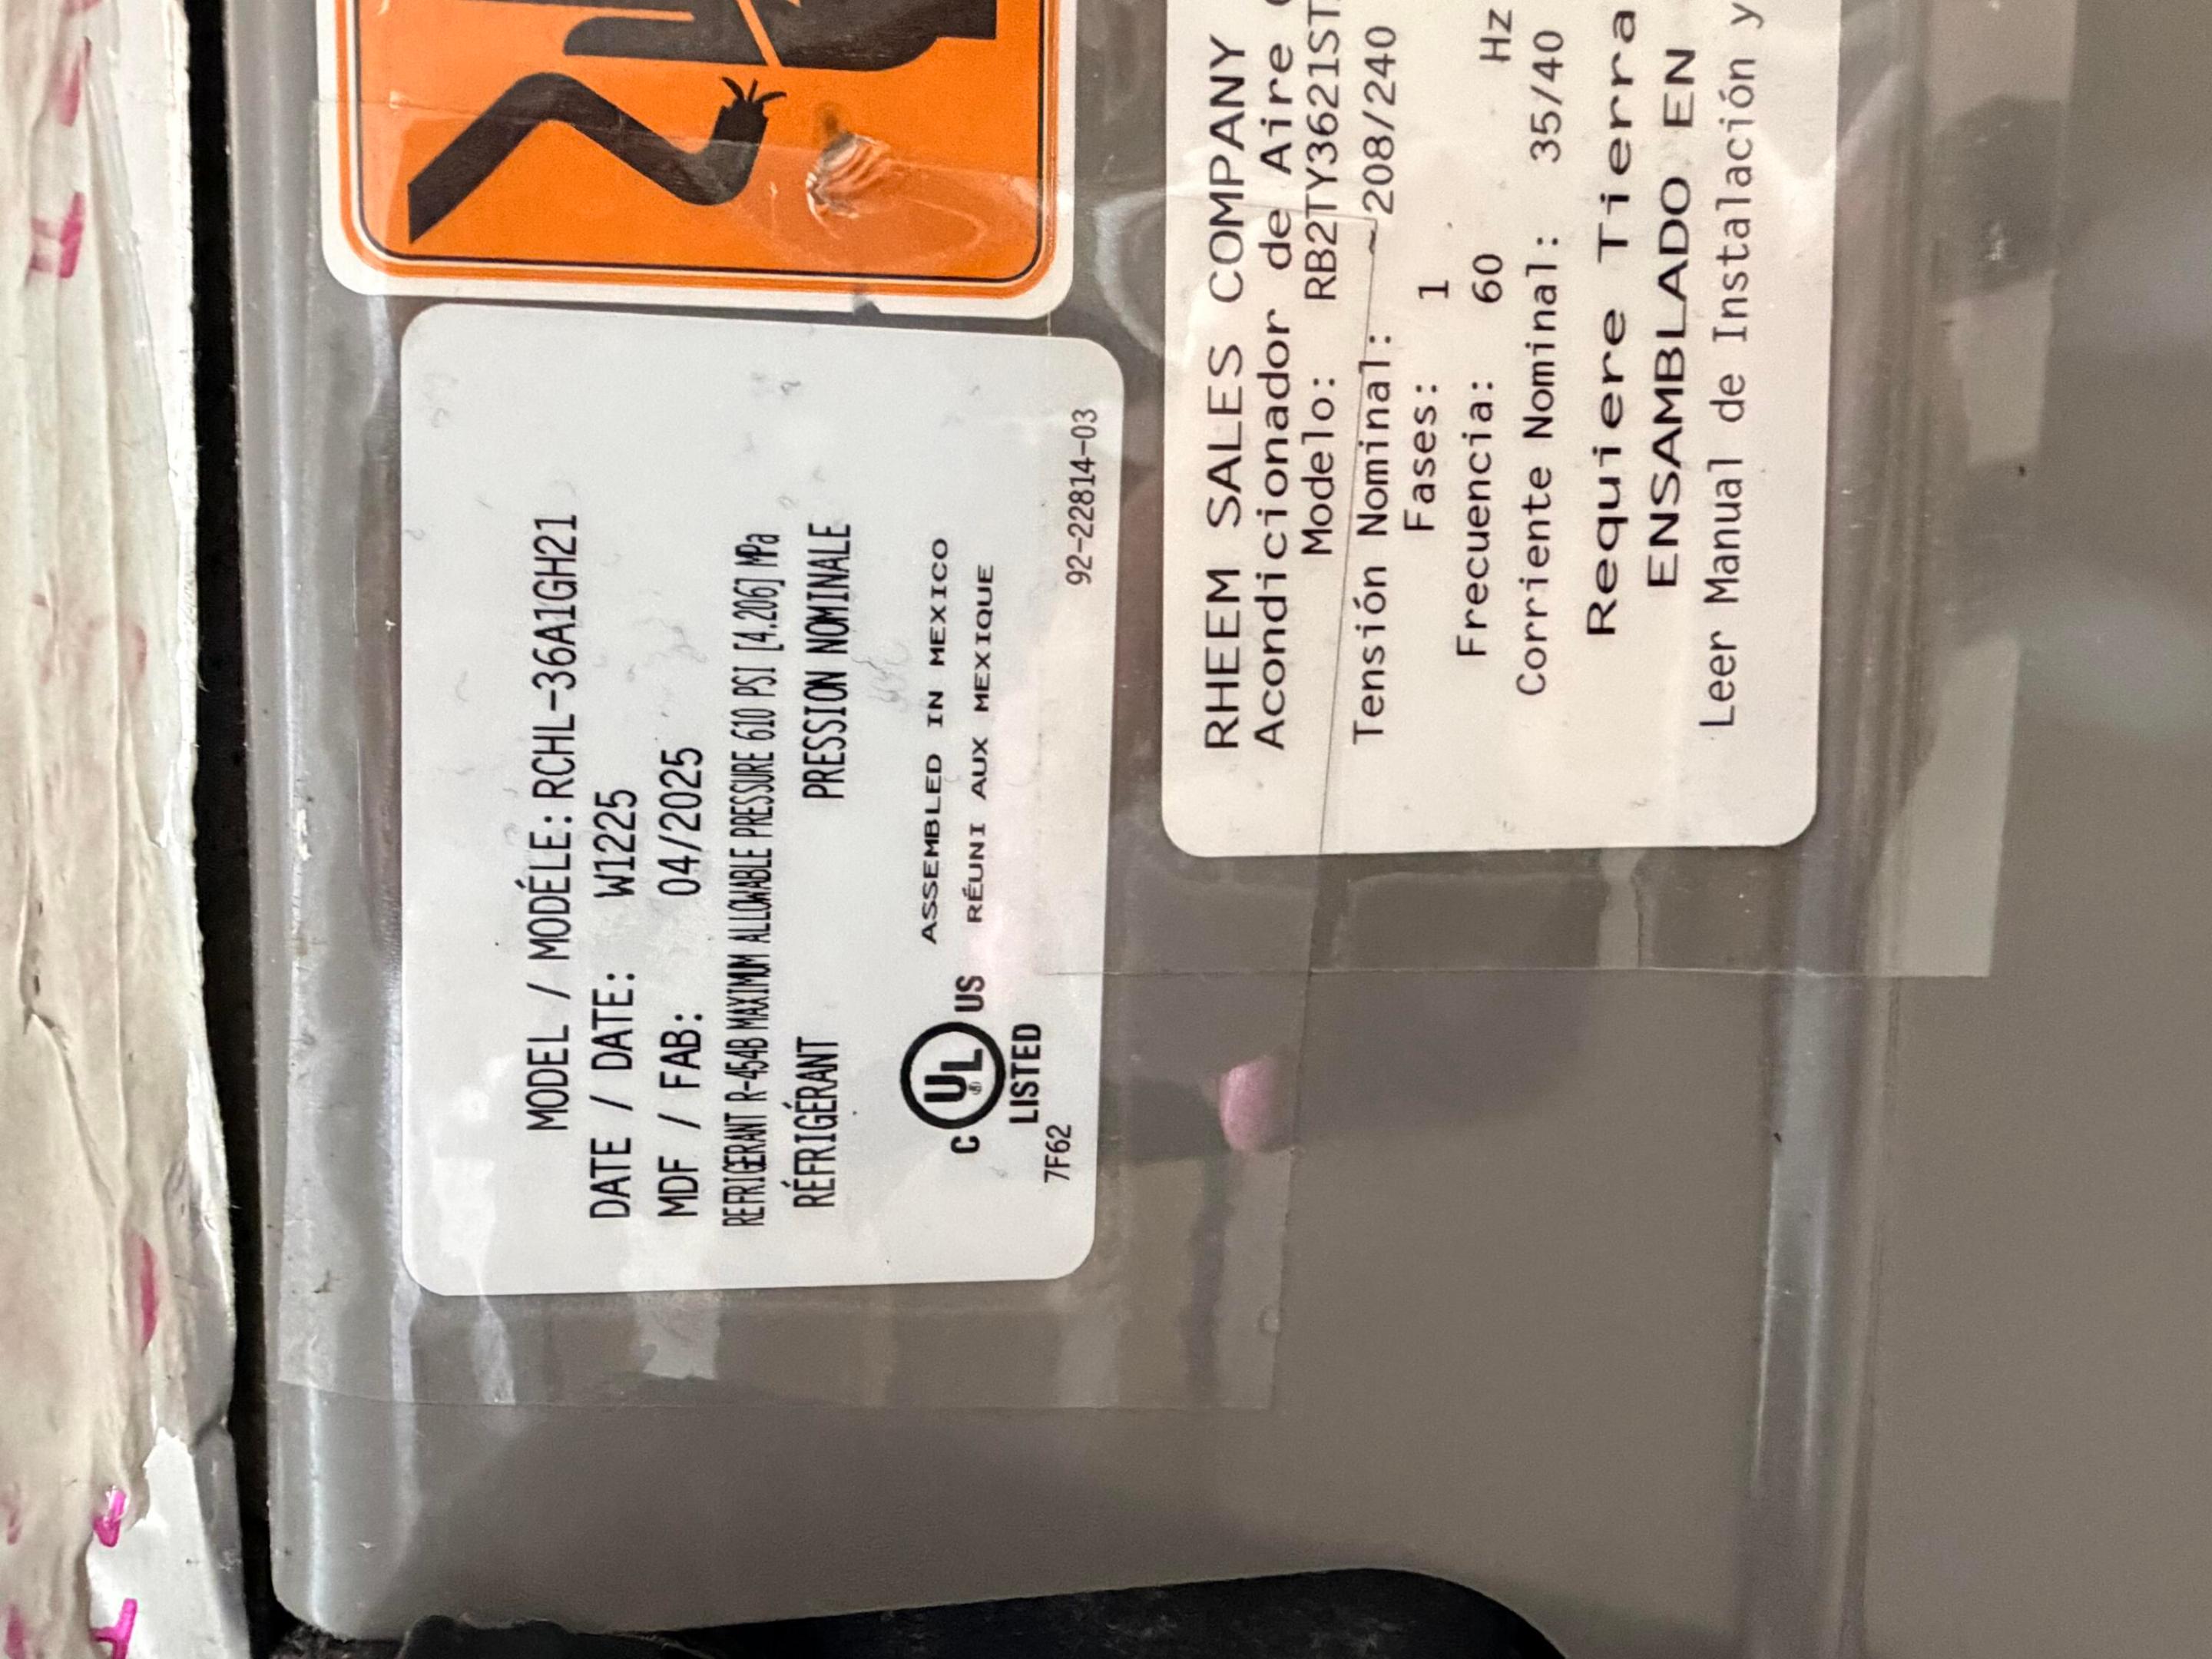 MODEL / MODÉLE: RCHL-36A1GH21
DATE / DATE: W1225
MDF / FAB: 04/2025
REFRIGERANT R-454B MAXIMUM ALLOWABLE PRESSURE 610 PSI [4.206] MPa
RÉFRIGÉRANT PRESSION NOMINALE
ASSEMBLED IN MEXICO
RÉUNI AUX MEXIQUE
C UL ® US
LISTED
7F62
92-22814-03
RHEEM SALES COMPANY
Acondicionador de Aire
Modelo: RB2TY3621ST
Tensión Nominal: ~208/240
Fases: 1
Frecuencia: 60 Hz
Corriente Nominal: 35/40
Requiere Tierra
ENSAMBLADO EN
Leer Manual de Instalación y